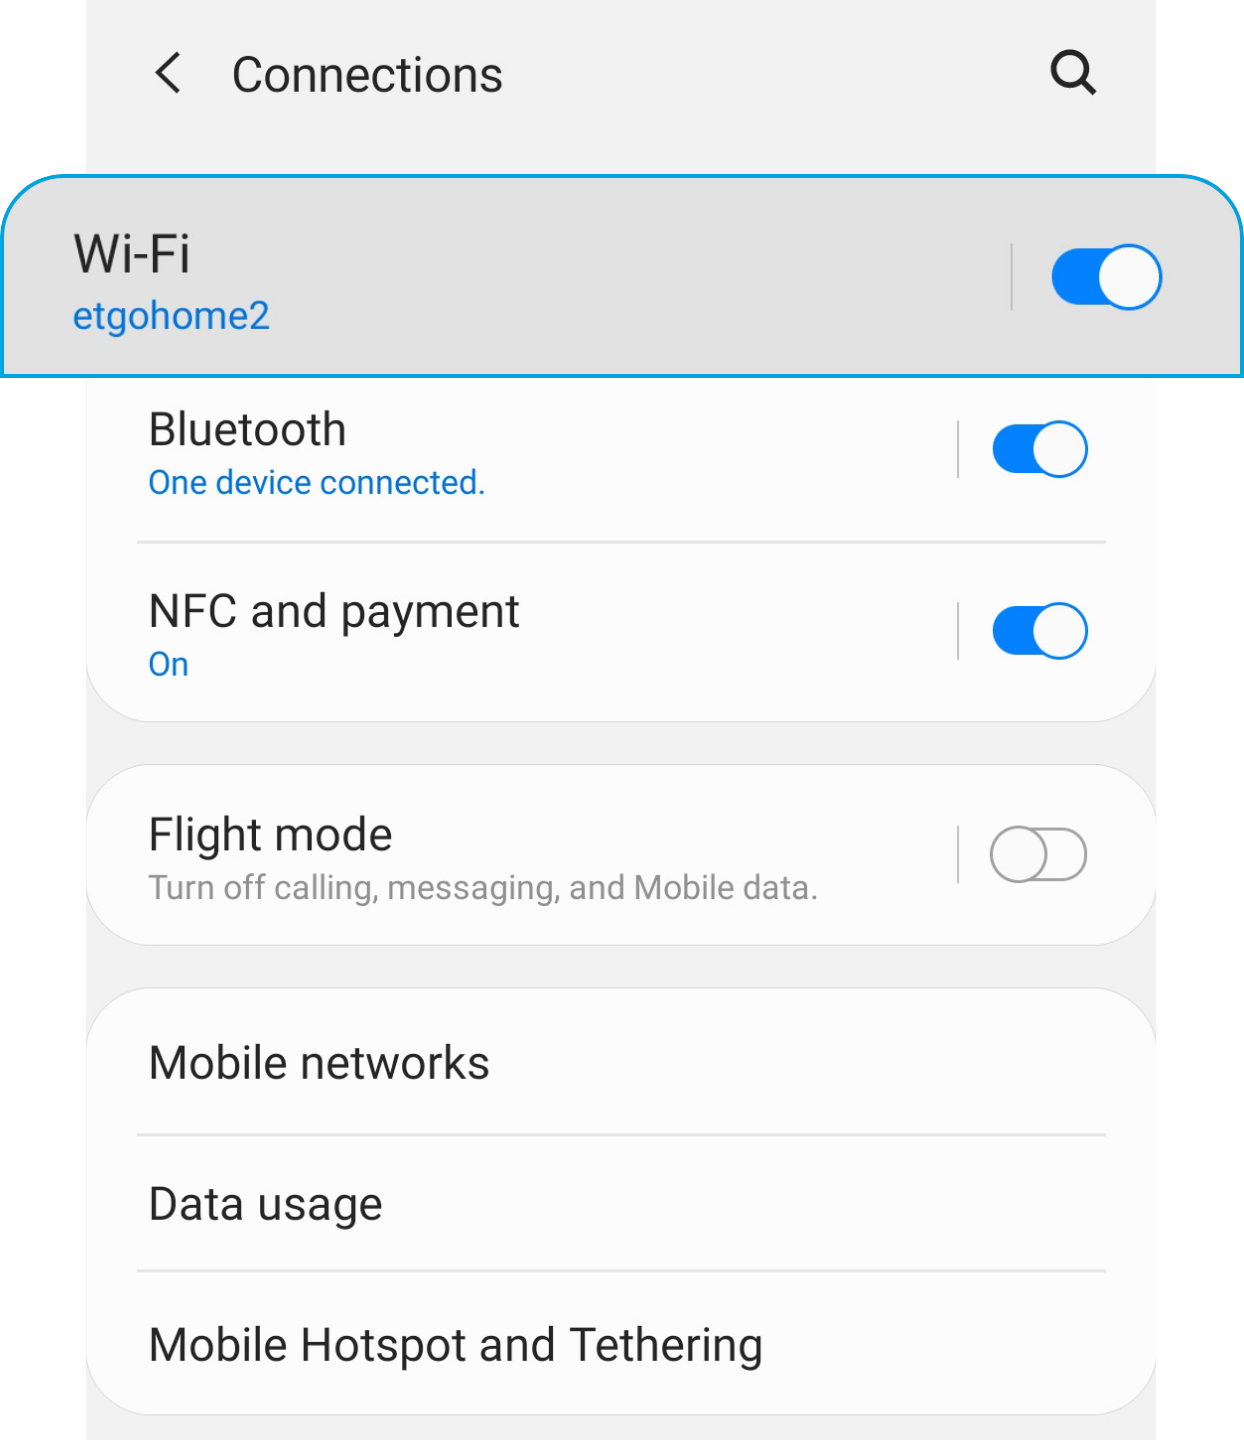 Connections
Wi-Fi
etgohome2
Bluetooth
One device connected.
NFC and payment
On
Flight mode
Turn off calling, messaging, and Mobile data.
Mobile networks
Data usage
Mobile Hotspot and Tethering